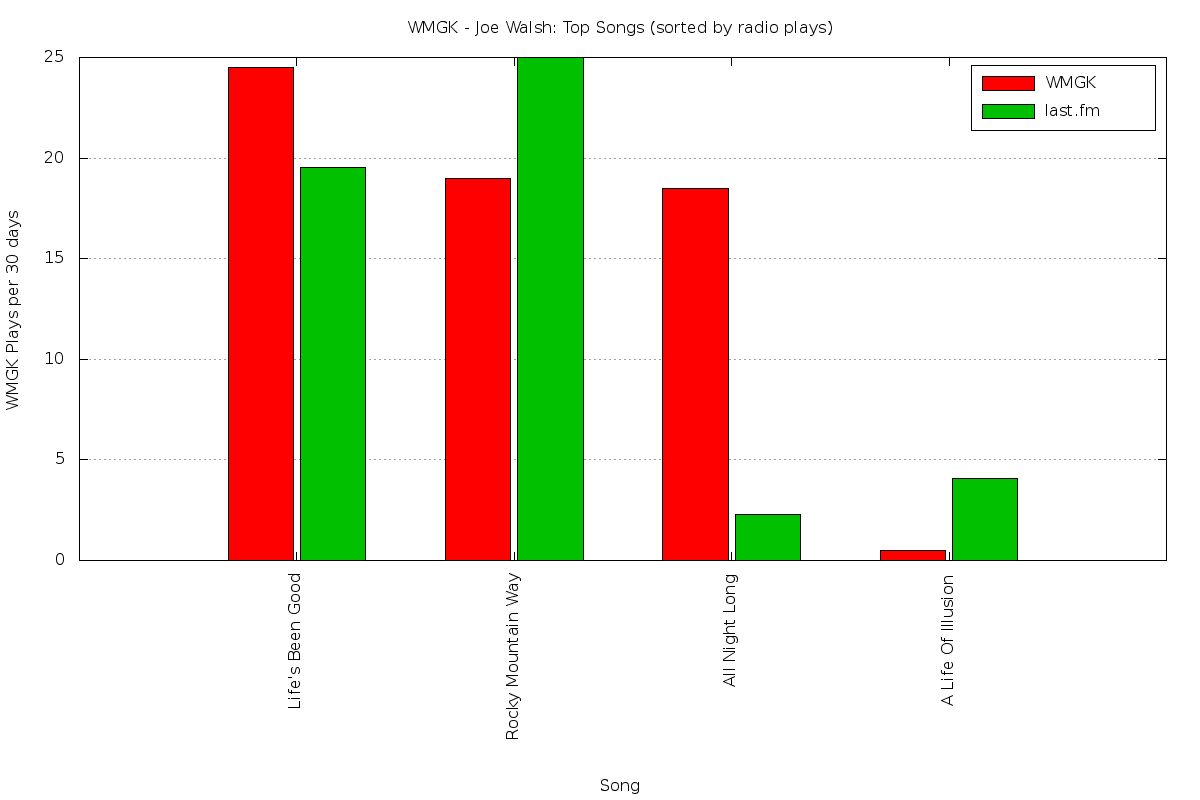 WMGK - Joe Walsh: Top Songs (sorted by radio plays)
WMGK
last.fm
25
20
15
10
5
0
WMGK Plays per 30 days
Life's Been Good
Rocky Mountain Way
All Night Long
A Life Of Illusion
Song